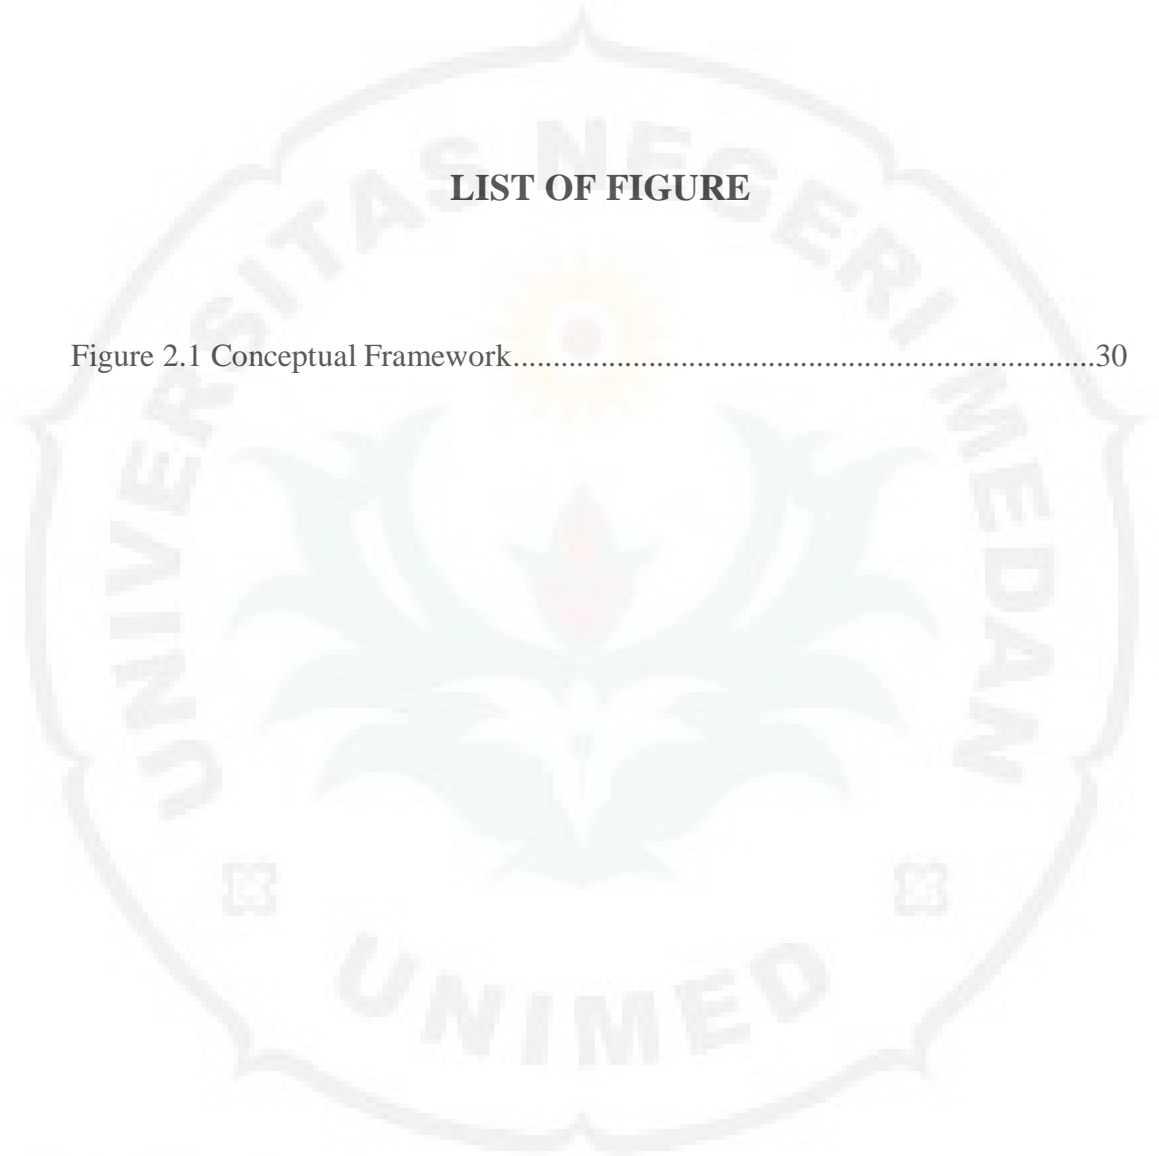 UNIVERSITAS NEGERI MEDAN
LIST OF FIGURE
Figure 2.1 Conceptual Framework........................................................................30
UNIMED